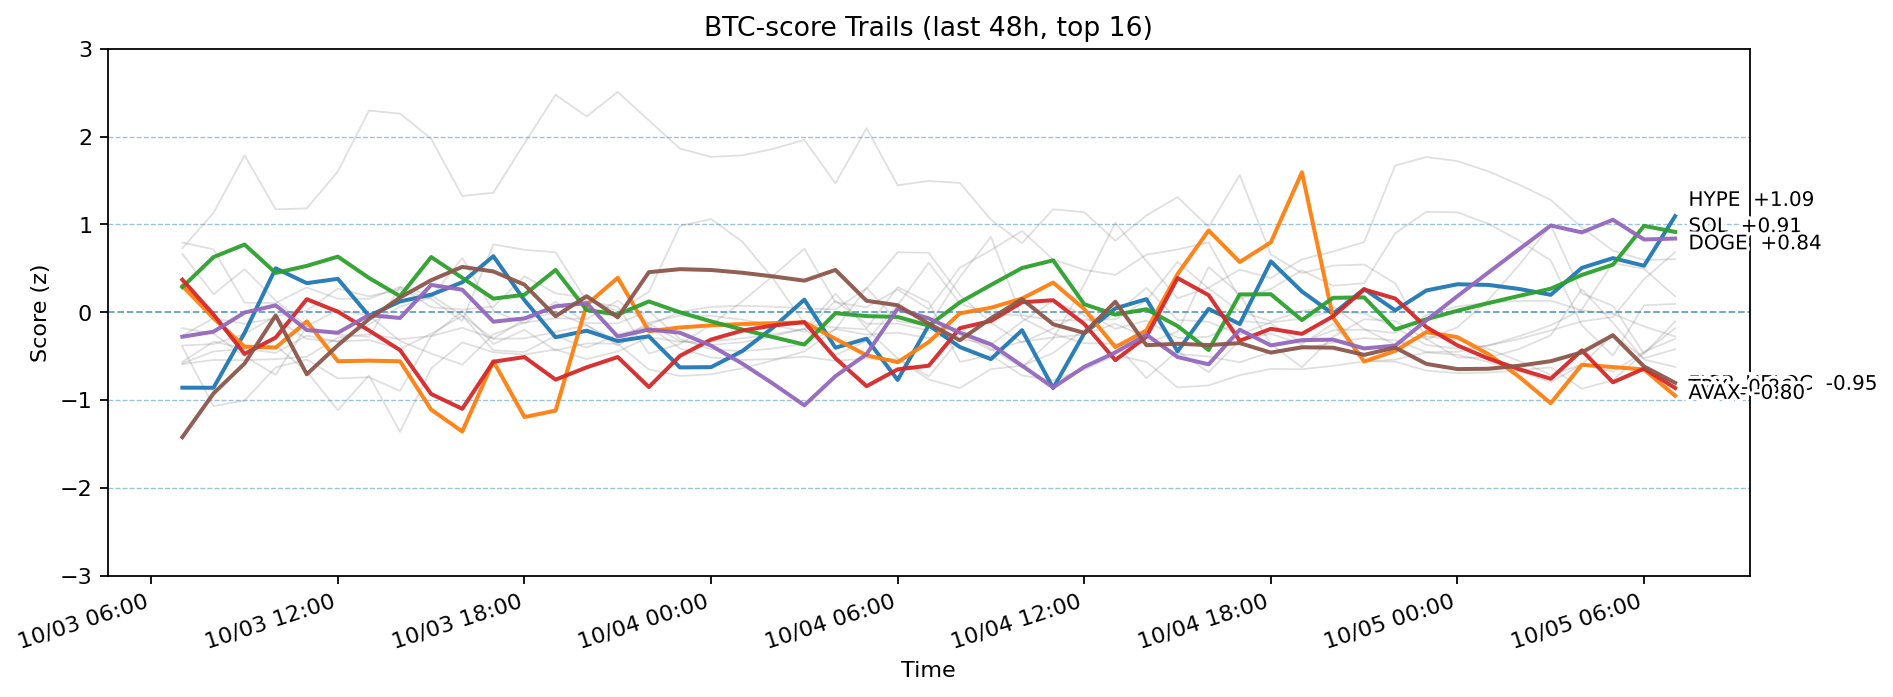 BTC-score Trails (last 48h, top 16)
3
2
1
0
−1
−2
−3
Score (z)
HYPE +1.09
SOL +0.91
DOGE +0.84
-0.95
AVAX -0.80
10/03 06:00
10/03 12:00
10/03 18:00
10/04 00:00
10/04 06:00
10/04 12:00
10/04 18:00
10/05 00:00
10/05 06:00
Time